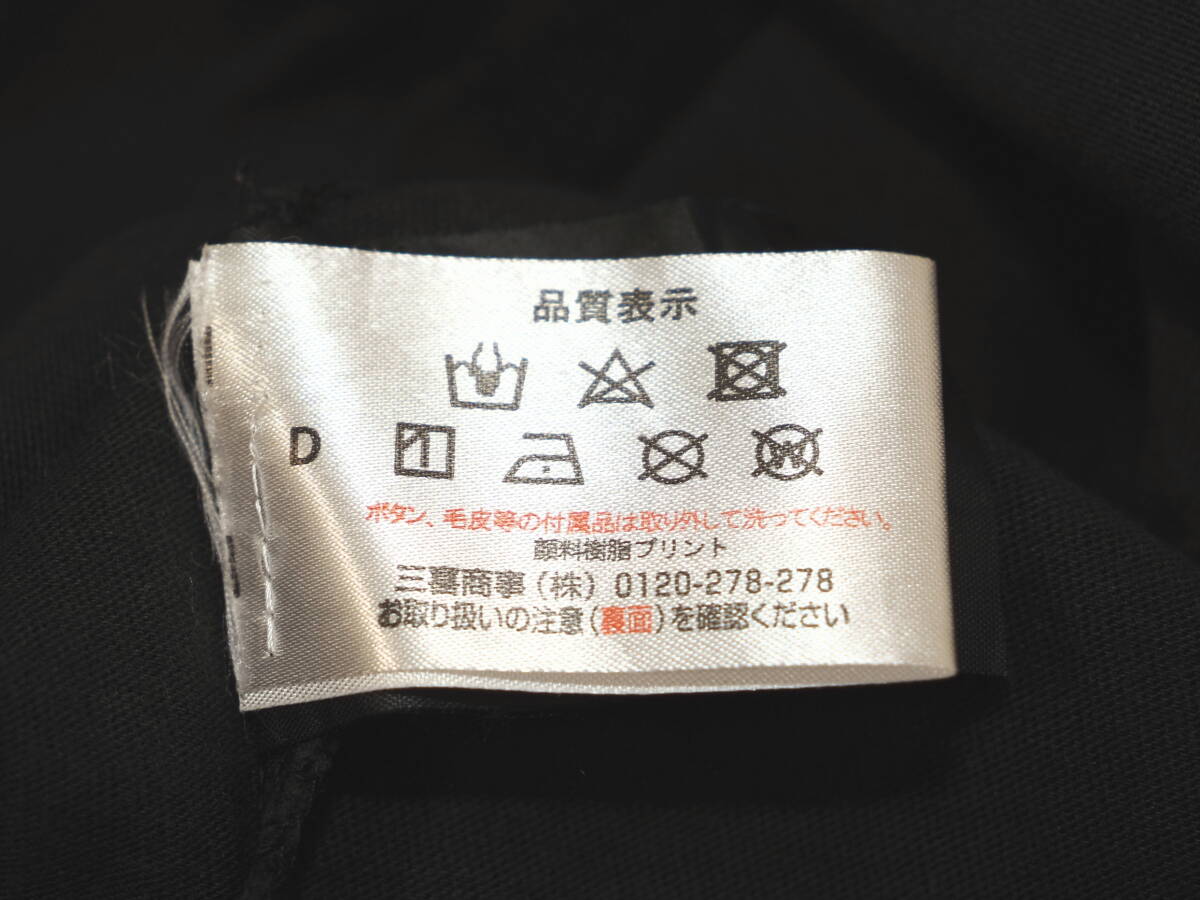 品質表示
D
W
ボタン、毛皮等の付属品は取り外して洗ってください。
顔料樹脂プリント
三喜商事(株) 0120-278-278
お取り扱いの注意(裏面)を確認ください